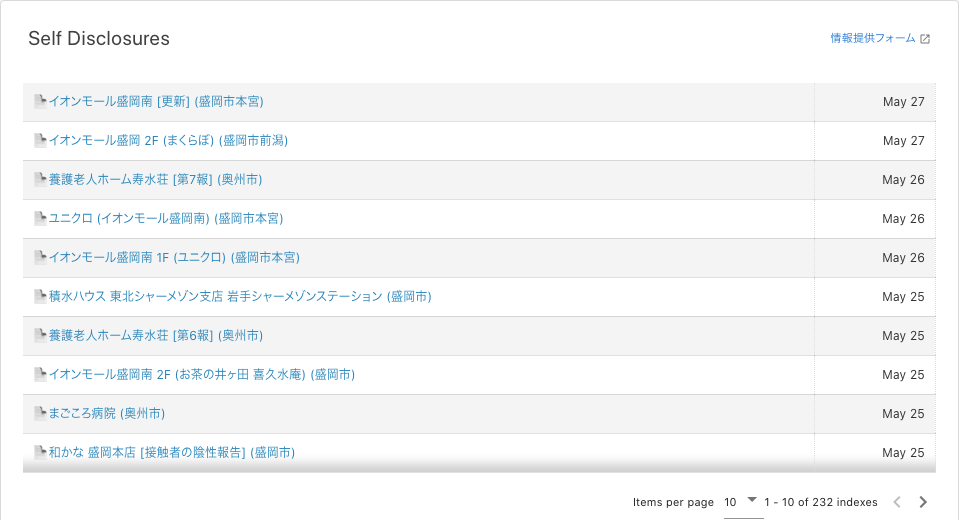 Self Disclosures
情報提供フォーム
イオンモール盛岡南 [更新] (盛岡市本宮) May 27
イオンモール盛岡 2F (まくらぼ) (盛岡市前潟) May 27
養護老人ホーム寿水荘 [第7報] (奥州市) May 26
ユニクロ (イオンモール盛岡南) (盛岡市本宮) May 26
イオンモール盛岡南 1F (ユニクロ) (盛岡市本宮) May 26
積水ハウス 東北シャーメゾン支店 岩手シャーメゾンステーション (盛岡市) May 25
養護老人ホーム寿水荘 [第6報] (奥州市) May 25
イオンモール盛岡南 2F (お茶の井ヶ田 喜久水庵) (盛岡市) May 25
まごころ病院 (奥州市) May 25
和かな 盛岡本店 [接触者の陰性報告] (盛岡市) May 25
Items per page 10 1 - 10 of 232 indexes